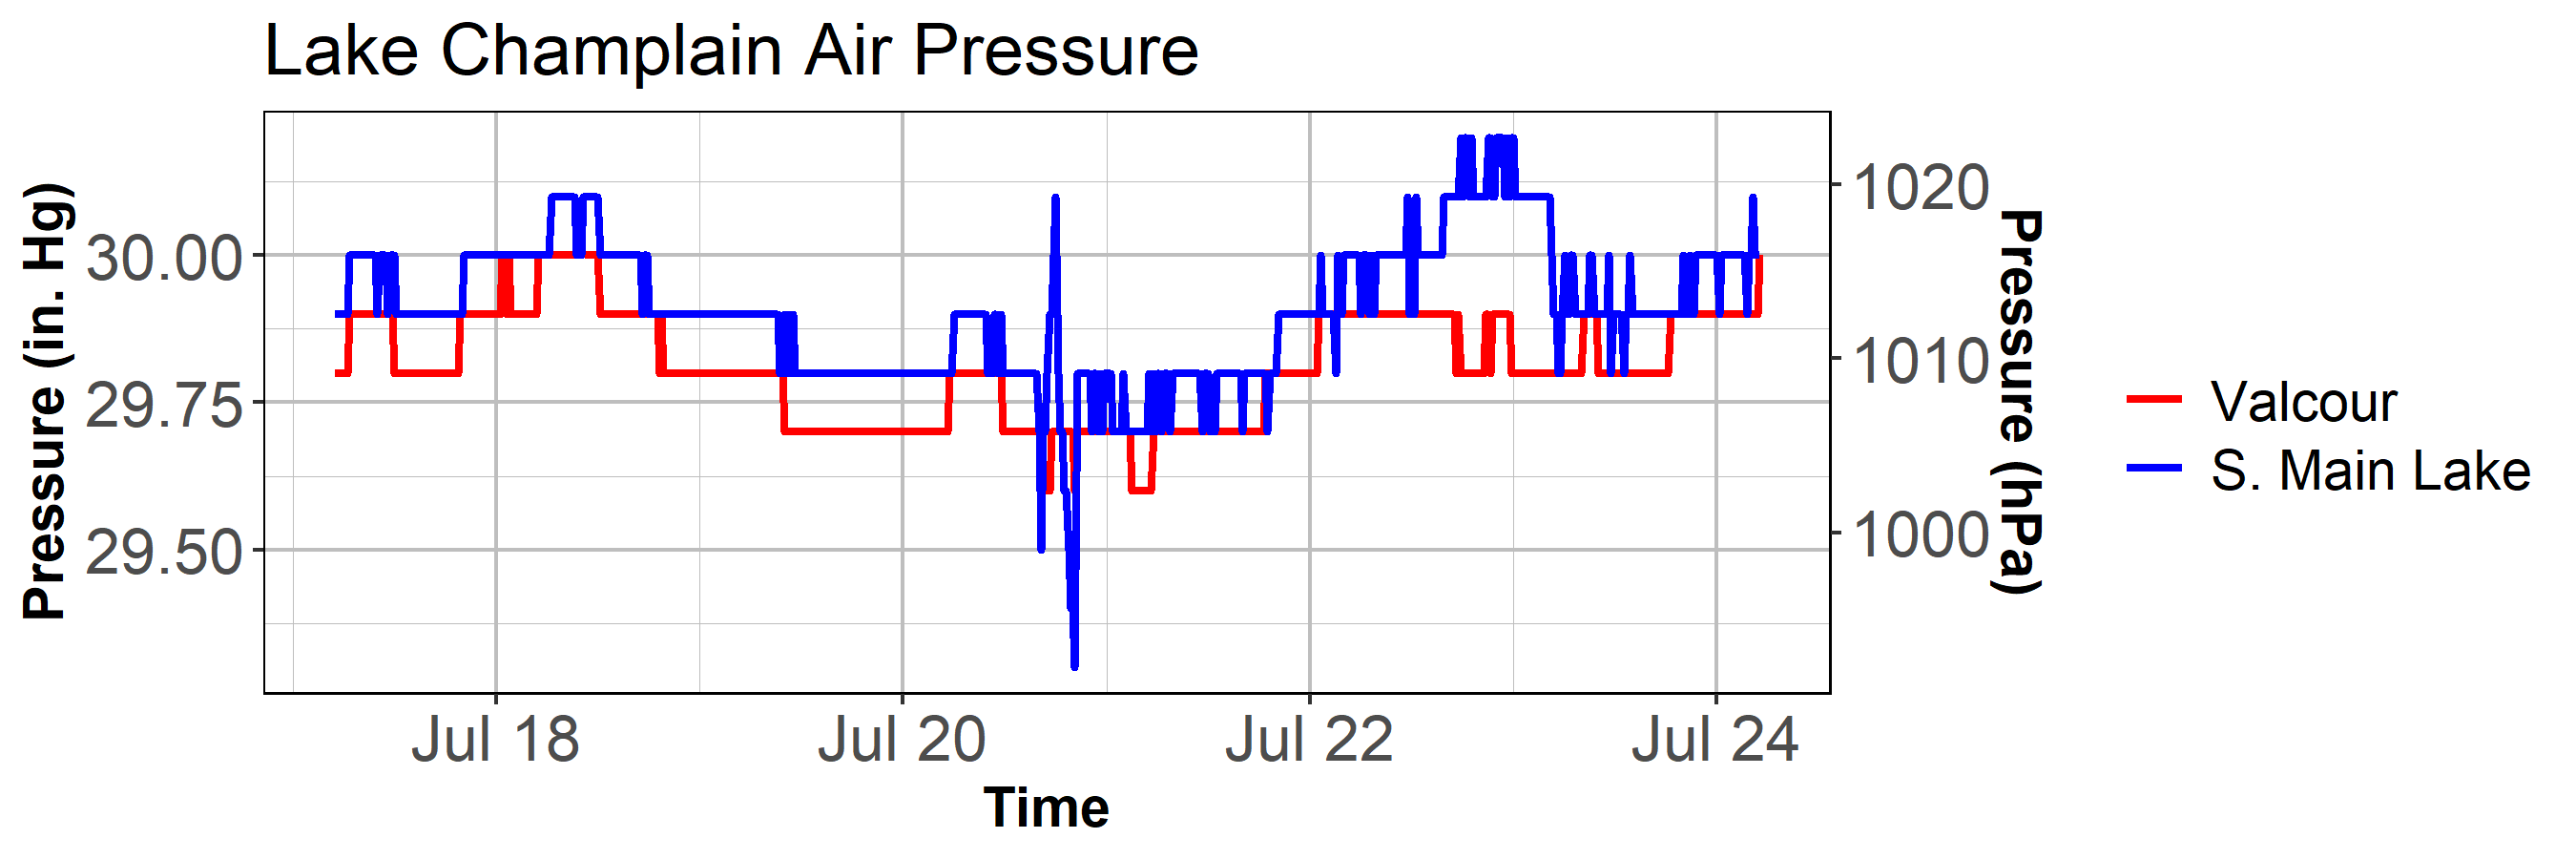 Lake Champlain Air Pressure
Pressure (in. Hg)
30.00
29.75
29.50
1020
1010
1000
Pressure (hPa)
Jul 18
Jul 20
Jul 22
Jul 24
Time
Valcour
S. Main Lake